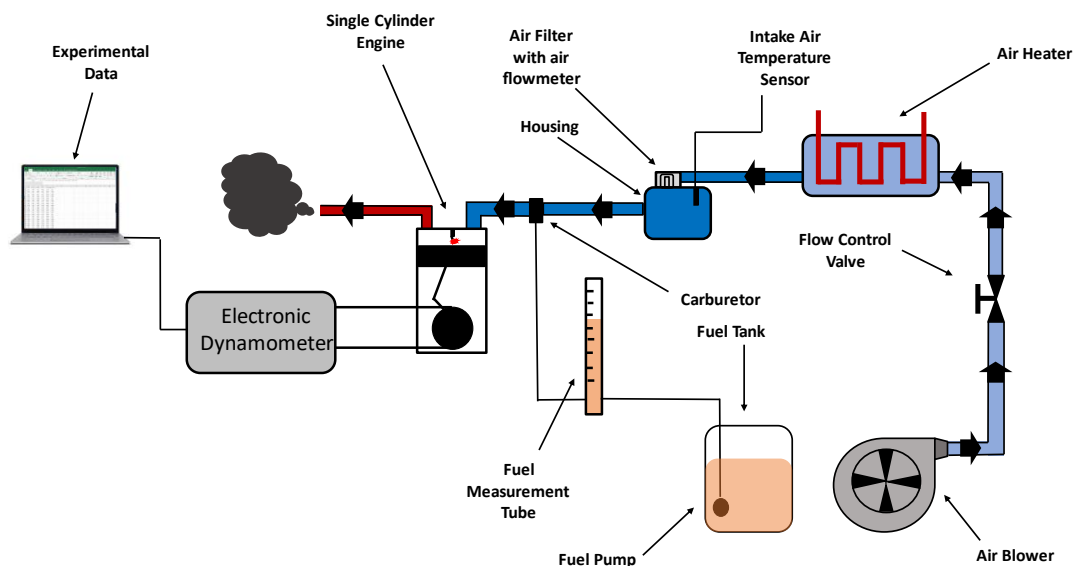 Experimental
Data
Single Cylinder
Engine
Air Filter
with air
flowmeter
Housing
Intake Air
Temperature
Sensor
Air Heater
Flow Control
Valve
Carburetor
Fuel Tank
Electronic
Dynamometer
Fuel
Measurement
Tube
Fuel Pump
Air Blower